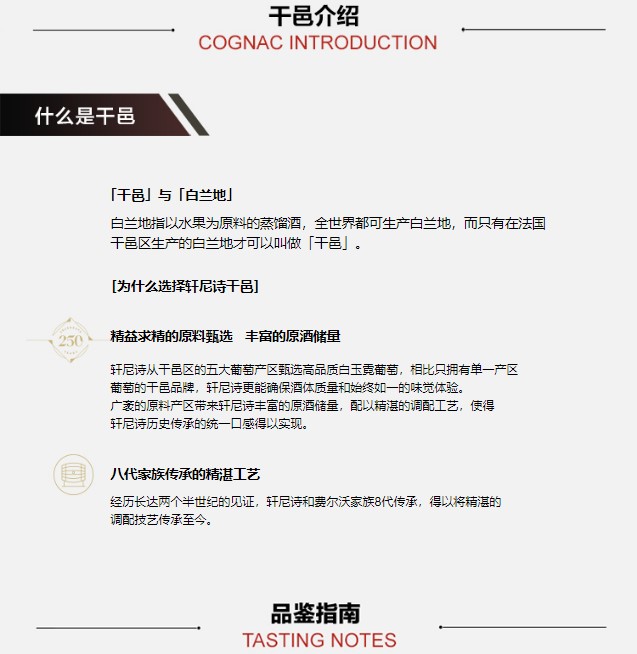 干邑介绍
COGNAC INTRODUCTION
什么是干邑
「干邑」与「白兰地」
白兰地指以水果为原料的蒸馏酒，全世界都可生产白兰地，而只有在法国
干邑区生产的白兰地才可以叫做「干邑」。
[为什么选择轩尼诗干邑]
250
精益求精的原料甄选 丰富的原酒储量
轩尼诗从干邑区的五大葡萄产区甄选高品质白玉霓葡萄，相比只拥有单一产区
葡萄的干邑品牌，轩尼诗更能确保酒体质量和始终如一的味觉体验。
广袤的原料产区带来轩尼诗丰富的原酒储量，配以精湛的调配工艺，使得
轩尼诗历史传承的统一口感得以实现。
八代家族传承的精湛工艺
经历长达两个半世纪的见证，轩尼诗和费尔沃家族8代传承，得以将精湛的
调配技艺传承至今。
品鉴指南
TASTING NOTES